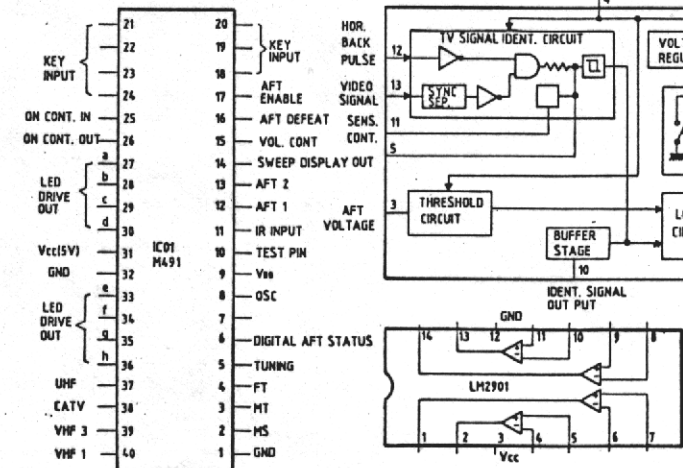 21 20
22 19
23 18
24 17
25 16
26 15
27 14
28 13
29 12
30 11
31 10
32 9
33 8
34 7
35 6
36 5
37 4
38 3
39 2
40 1
KEY
INPUT
ON CONT. IN
ON CONT. OUT
a
b
c
d
LED
DRIVE
OUT
Vcc(5V)
GND
e
f
g
h
LED
DRIVE
OUT
UHF
CATV
VHF 3
VHF 1
IC01
M491
KEY
INPUT
AFT
ENABLE
AFT DEFEAT
VOL. CONT
SWEEP DISPLAY OUT
AFT 2
AFT 1
IR INPUT
TEST PIN
OSC
DIGITAL AFT STATUS
TUNING
FT
MT
MS
GND
HOR.
BACK
PULSE
12
VIDEO
SIGNAL
13
SENS.
CONT.
11
5
AFT
VOLTAGE
3
4
TV SIGNAL IDENT. CIRCUIT
SYNC
SEP.
THRESHOLD
CIRCUIT
BUFFER
STAGE
10
IDENT. SIGNAL
OUT PUT
VOL
REGU
L
CI
GND
14 13 12 11 10 9 8
LM2901
1 2 3 4 5 6 7
Vcc